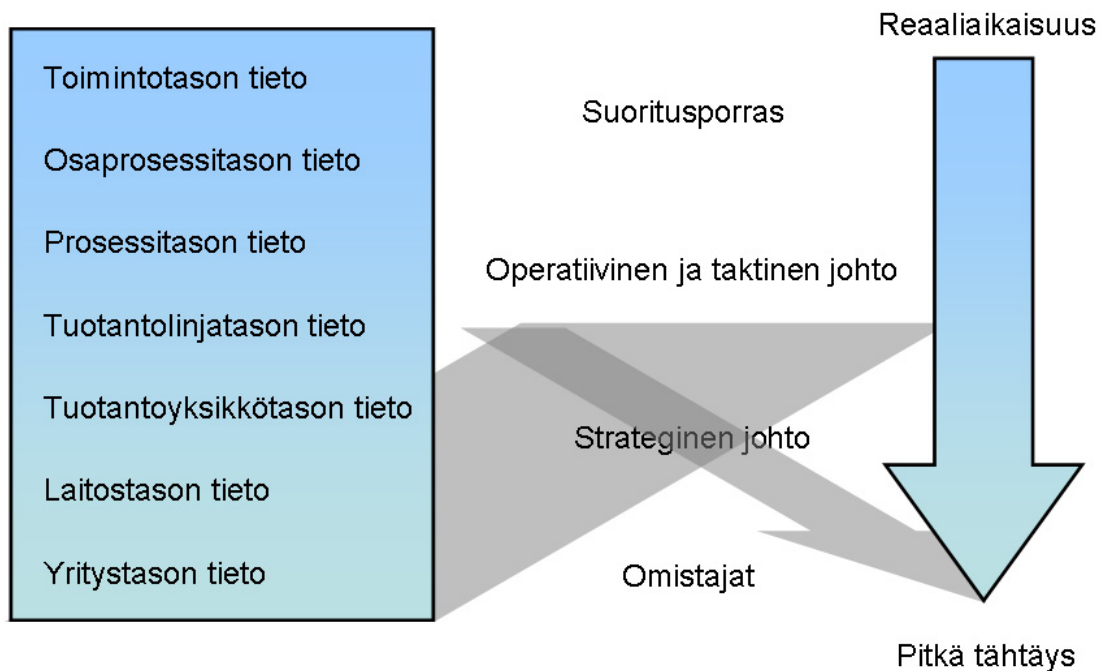 Toimintotason tieto
Osaprosessitason tieto
Prosessitason tieto
Tuotantolinjatason tieto
Tuotantoyksikkötason tieto
Laitostason tieto
Yritystason tieto
Suoritusporras
Operatiivinen ja taktinen johto
Strateginen johto
Omistajat
Reaaliaikaisuus
Pitkä tähtäys